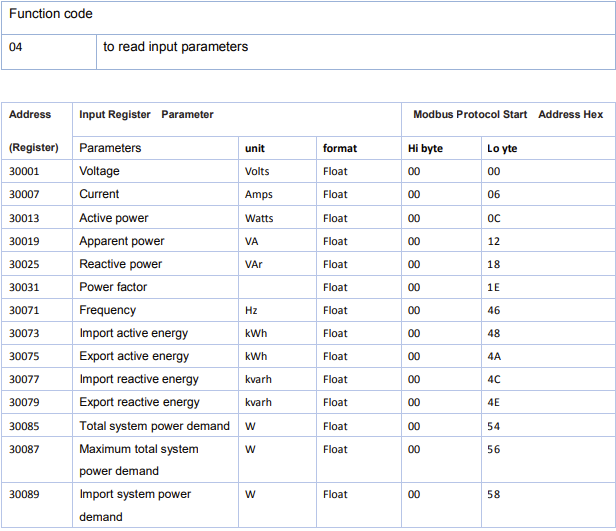 Function code
04 to read input parameters
Address Input Register Parameter Modbus Protocol Start Address Hex
(Register) Parameters unit format Hi byte Lo yte
30001 Voltage Volts Float 00 00
30007 Current Amps Float 00 06
30013 Active power Watts Float 00 0C
30019 Apparent power VA Float 00 12
30025 Reactive power VAr Float 00 18
30031 Power factor Float 00 1E
30071 Frequency Hz Float 00 46
30073 Import active energy kWh Float 00 48
30075 Export active energy kWh Float 00 4A
30077 Import reactive energy kvarh Float 00 4C
30079 Export reactive energy kvarh Float 00 4E
30085 Total system power demand W Float 00 54
30087 Maximum total system W Float 00 56
power demand
30089 Import system power W Float 00 58
demand